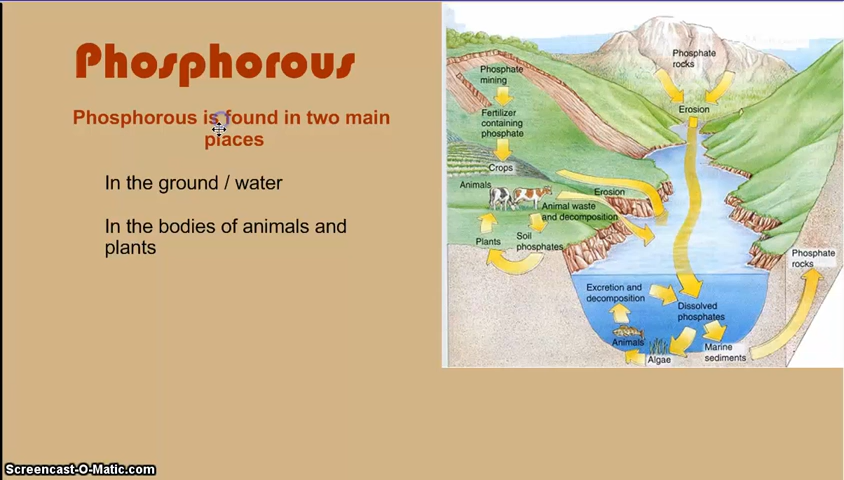 Phosphorous
Phosphorous is found in two main
places
In the ground / water
In the bodies of animals and
plants
Phosphate
rocks
Phosphate
mining
Erosion
Fertilizer
containing
phosphate
Crops
Animals
Erosion
Animal waste
and decomposition
Plants
Soil
phosphates
Phosphate
rocks
Excretion and
decomposition
Dissolved
phosphates
Animals
Algae
Marine
sediments
Screencast-O-Matic.com